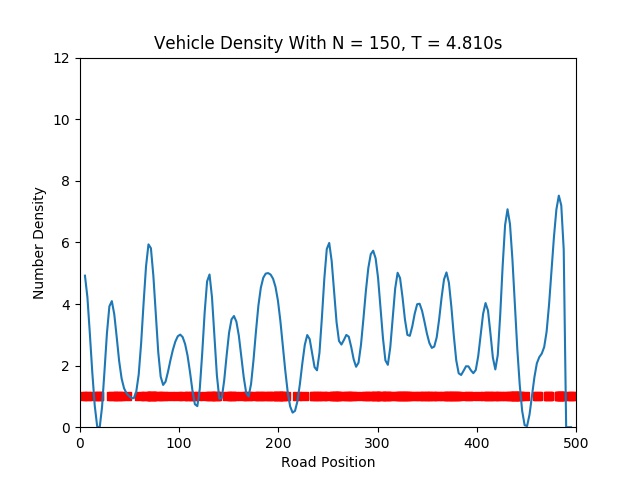 Vehicle Density With N = 150, T = 4.810s
12
10
8
6
4
2
0
Number Density
0 100 200 300 400 500
Road Position